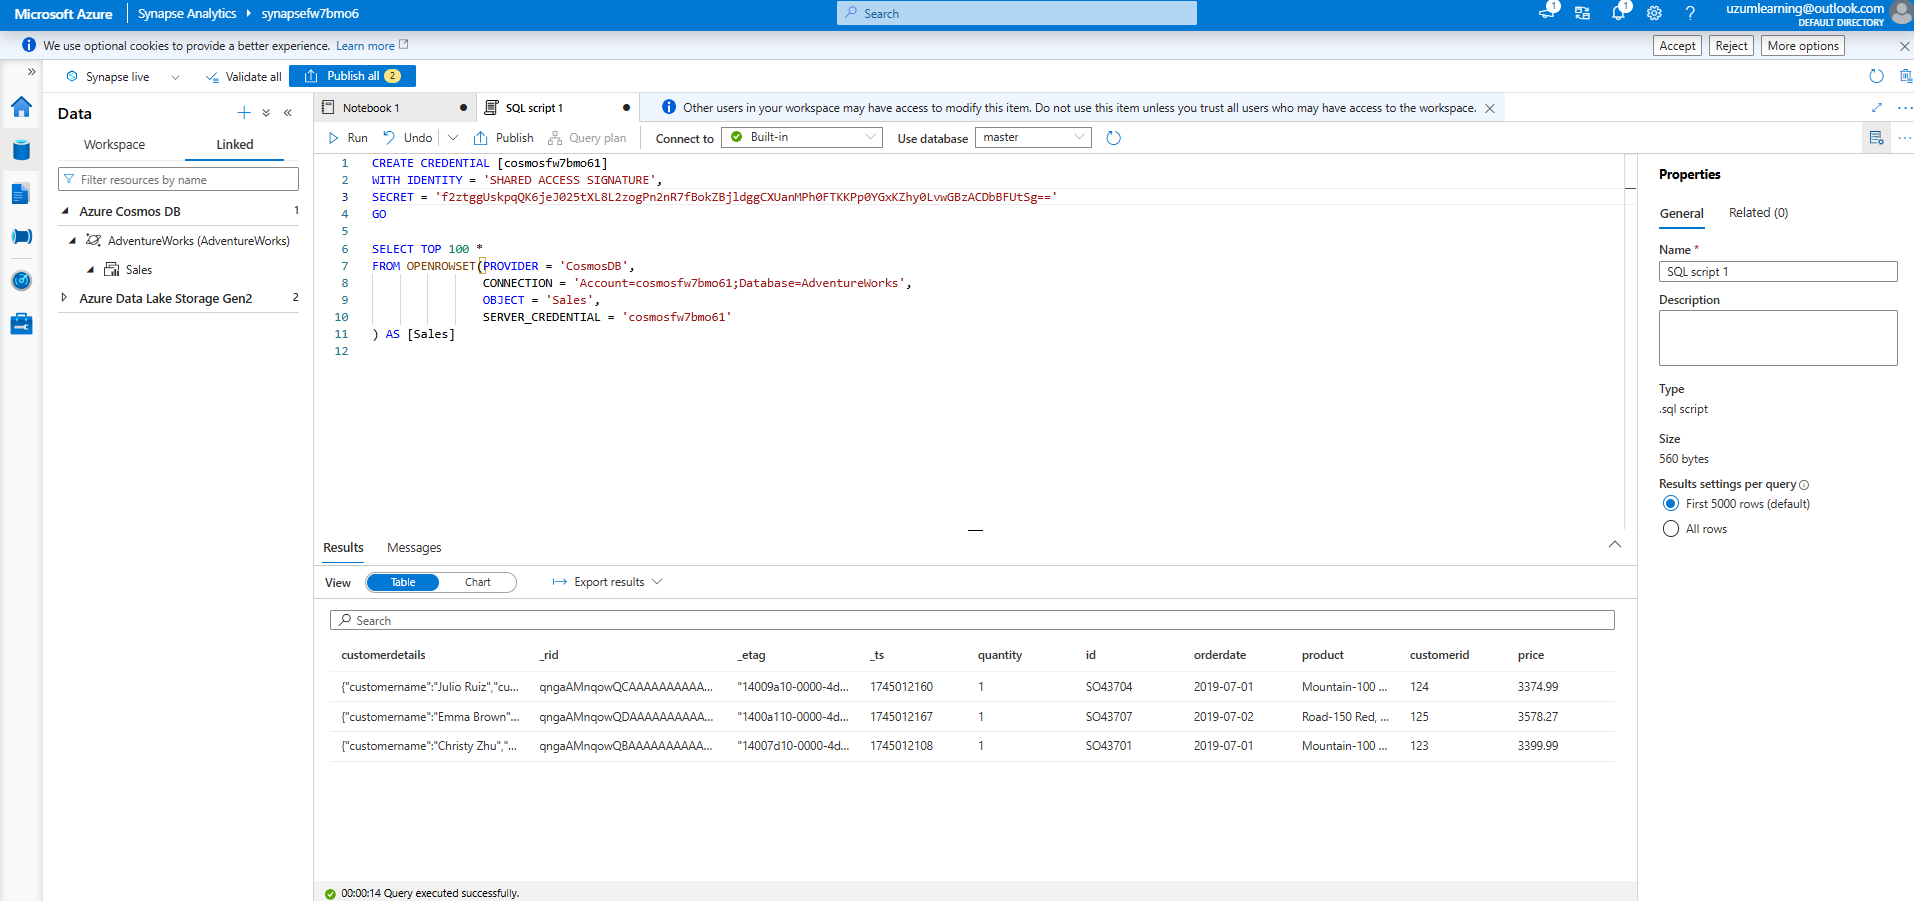 Microsoft Azure Synapse Analytics synapsefw7bmo6 Search 1 1 uzumlearning@outlook.com
DEFAULT DIRECTORY
We use optional cookies to provide a better experience. Learn more Accept Reject More options
Synapse live Validate all Publish all 2
Data
Workspace Linked
Filter resources by name
Azure Cosmos DB 1
AdventureWorks (AdventureWorks)
Sales
Azure Data Lake Storage Gen2 2
Notebook 1 SQL script 1 Other users in your workspace may have access to modify this item. Do not use this item unless you trust all users who may have access to the workspace.
Run Undo Publish Query plan Connect to Built-in Use database master
1 CREATE CREDENTIAL [cosmosfw7bmo61]
2 WITH IDENTITY = 'SHARED ACCESS SIGNATURE',
3 SECRET = 'f2ztggUskpqQK6jeJ025tXL8L2zogPn2nR7fBokZBjldggCXUanMPh0FTKKPp0YGxKZhy0LvwGBzACDbBFUtSg=='
4 GO
5
6 SELECT TOP 100 *
7 FROM OPENROWSET(PROVIDER = 'CosmosDB',
8 CONNECTION = 'Account=cosmosfw7bmo61;Database=AdventureWorks',
9 OBJECT = 'Sales',
10 SERVER_CREDENTIAL = 'cosmosfw7bmo61'
11 ) AS [Sales]
12
Results Messages
View Table Chart Export results
Search
customerdetails _rid _etag _ts quantity id orderdate product customerid price
{"customername":"Julio Ruiz","cu... qngaAMnqowQCAAAAAAAAAA... "14009a10-0000-4d... 1745012160 1 SO43704 2019-07-01 Mountain-100 ... 124 3374.99
{"customername":"Emma Brown"... qngaAMnqowQDAAAAAAAAAA... "1400a110-0000-4d... 1745012167 1 SO43707 2019-07-02 Road-150 Red, ... 125 3578.27
{"customername":"Christy Zhu","... qngaAMnqowQBAAAAAAAAAA... "14007d10-0000-4d... 1745012108 1 SO43701 2019-07-01 Mountain-100 ... 123 3399.99
00:00:14 Query executed successfully.
Properties
General Related (0)
Name *
SQL script 1
Description
Type
.sql script
Size
560 bytes
Results settings per query
First 5000 rows (default)
All rows